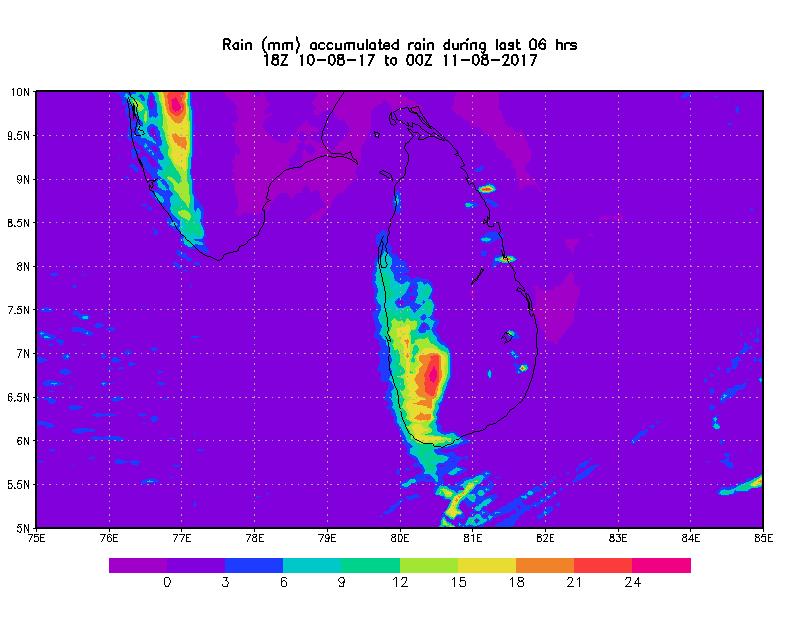 Rain (mm) accumulated rain during last 06 hrs
18Z 10-08-17 to 00Z 11-08-2017
10N
9.5N
9N
8.5N
8N
7.5N
7N
6.5N
6N
5.5N
5N
75E 76E 77E 78E 79E 80E 81E 82E 83E 84E 85E
0 3 6 9 12 15 18 21 24